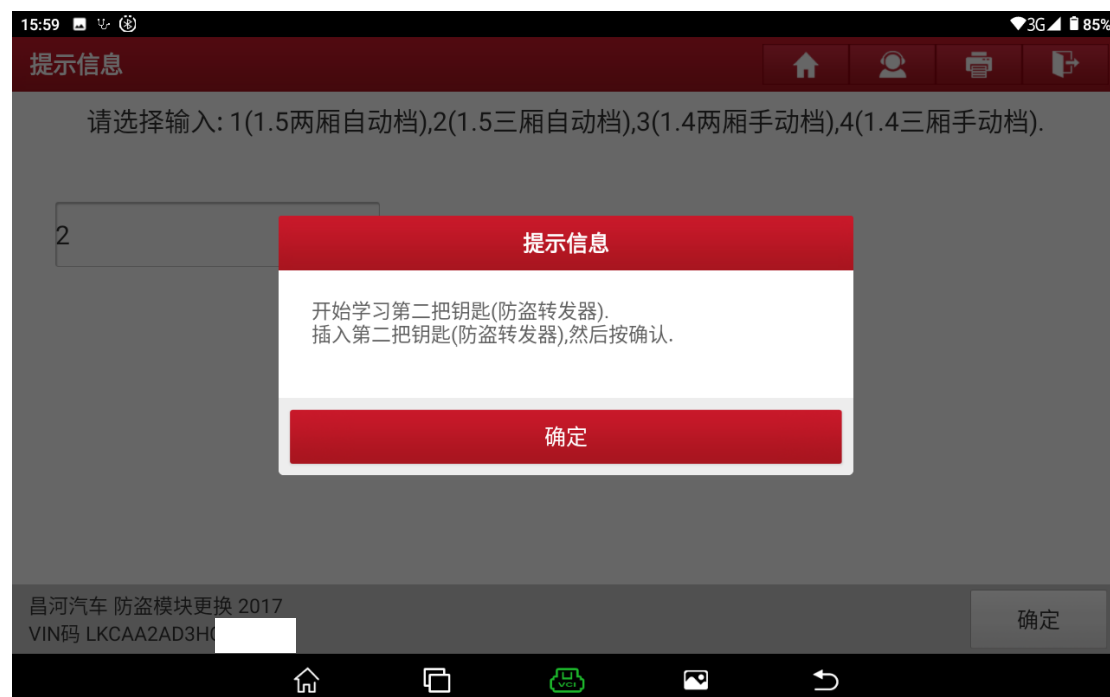 15:59
3G 85%
提示信息
请选择输入: 1(1.5两厢自动档),2(1.5三厢自动档),3(1.4两厢手动档),4(1.4三厢手动档).
2
提示信息
开始学习第二把钥匙(防盗转发器).
插入第二把钥匙(防盗转发器),然后按确认.
确定
昌河汽车 防盗模块更换 2017
VIN码 LKCAA2AD3H
确定
VCI